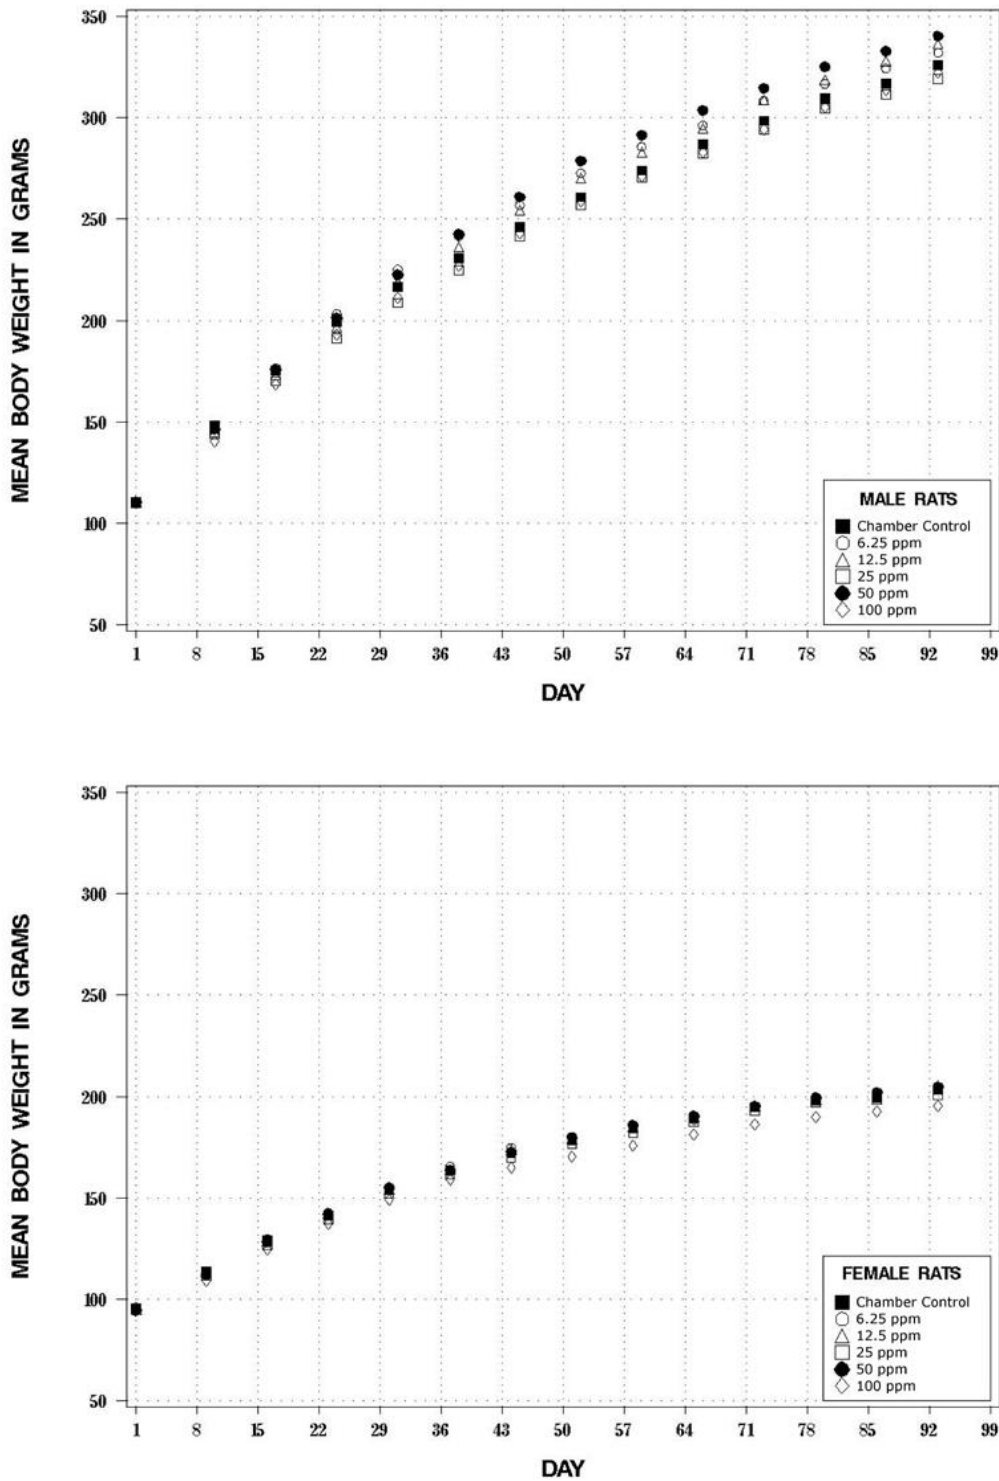 350
300
250
200
150
100
50
MEAN BODY WEIGHT IN GRAMS
MALE RATS
Chamber Control
6.25 ppm
12.5 ppm
25 ppm
50 ppm
100 ppm
1 8 15 22 29 36 43 50 57 64 71 78 85 92 99
DAY
350
300
250
200
150
100
50
MEAN BODY WEIGHT IN GRAMS
FEMALE RATS
Chamber Control
6.25 ppm
12.5 ppm
25 ppm
50 ppm
100 ppm
1 8 15 22 29 36 43 50 57 64 71 78 85 92 99
DAY